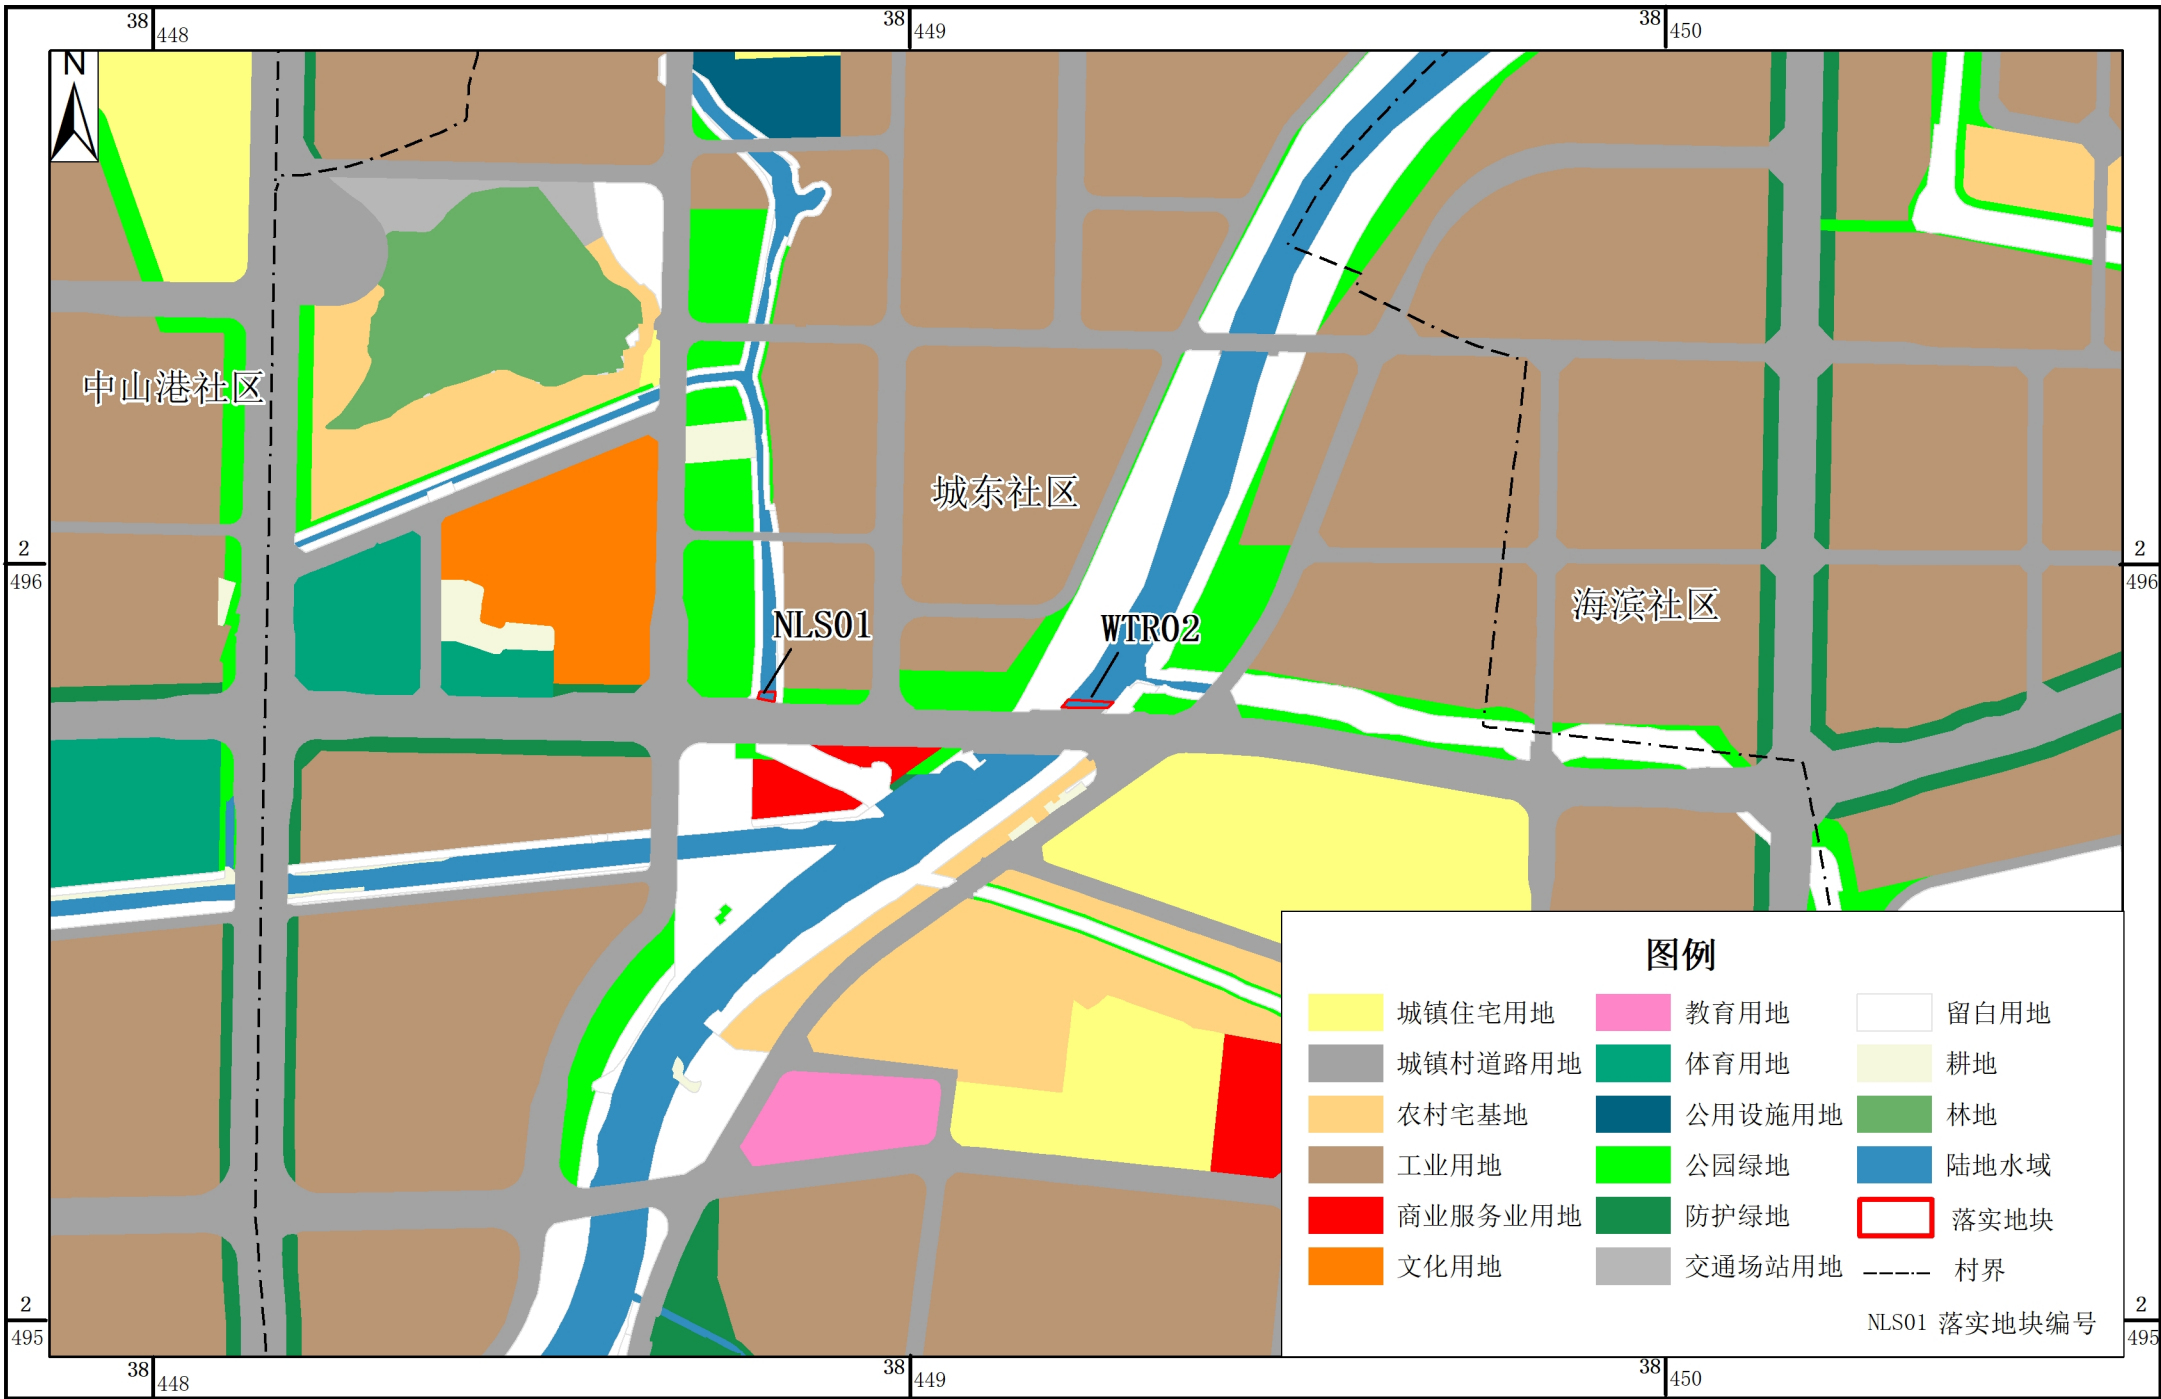 38 448
38 449
38 450
N
中山港社区
城东社区
2
496
2
496
海滨社区
NLS01
WTR02
图例
城镇住宅用地
教育用地
留白用地
城镇村道路用地
体育用地
耕地
农村宅基地
公用设施用地
林地
工业用地
公园绿地
陆地水域
商业服务业用地
防护绿地
落实地块
文化用地
交通场站用地
村界
NLS01 落实地块编号
2
495
2
495
38 448
38 449
38 450